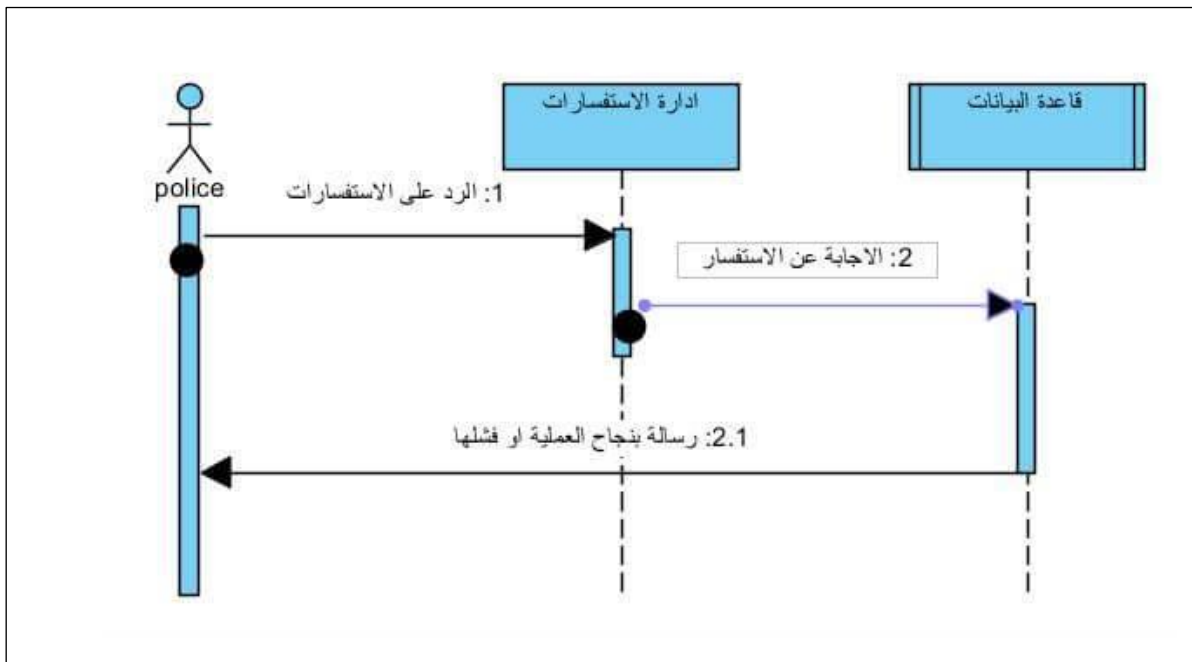 ادارة الاستفسارات
قاعدة البيانات
police
1: الرد على الاستفسارات
2: الاجابة عن الاستفسار
2.1: رسالة بنجاح العملية او فشلها